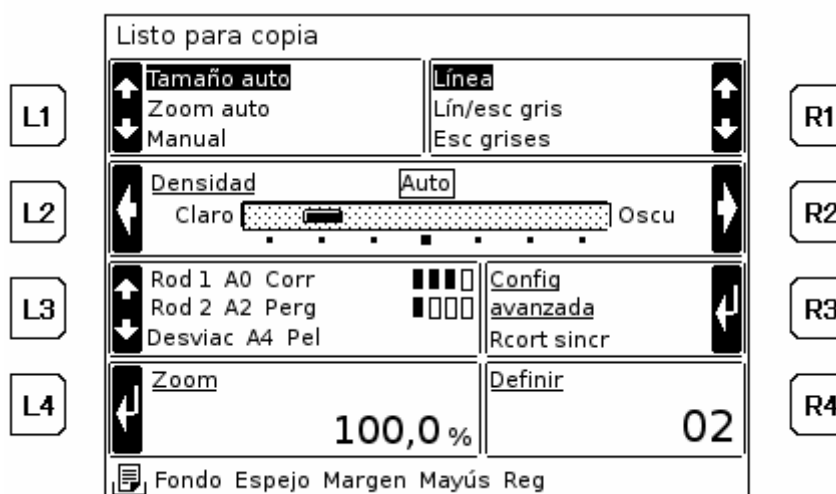 Listo para copia
L1
Tamaño auto
Zoom auto
Manual
Línea
Lín/esc gris
Esc grises
R1
L2
Densidad
Auto
Claro
Oscu
R2
L3
Rod 1 A0 Corr
Rod 2 A2 Perg
Desviac A4 Pel
Config
avanzada
Rcort sincr
R3
L4
Zoom
100,0 %
Definir
02
R4
Fondo Espejo Margen Mayús Reg